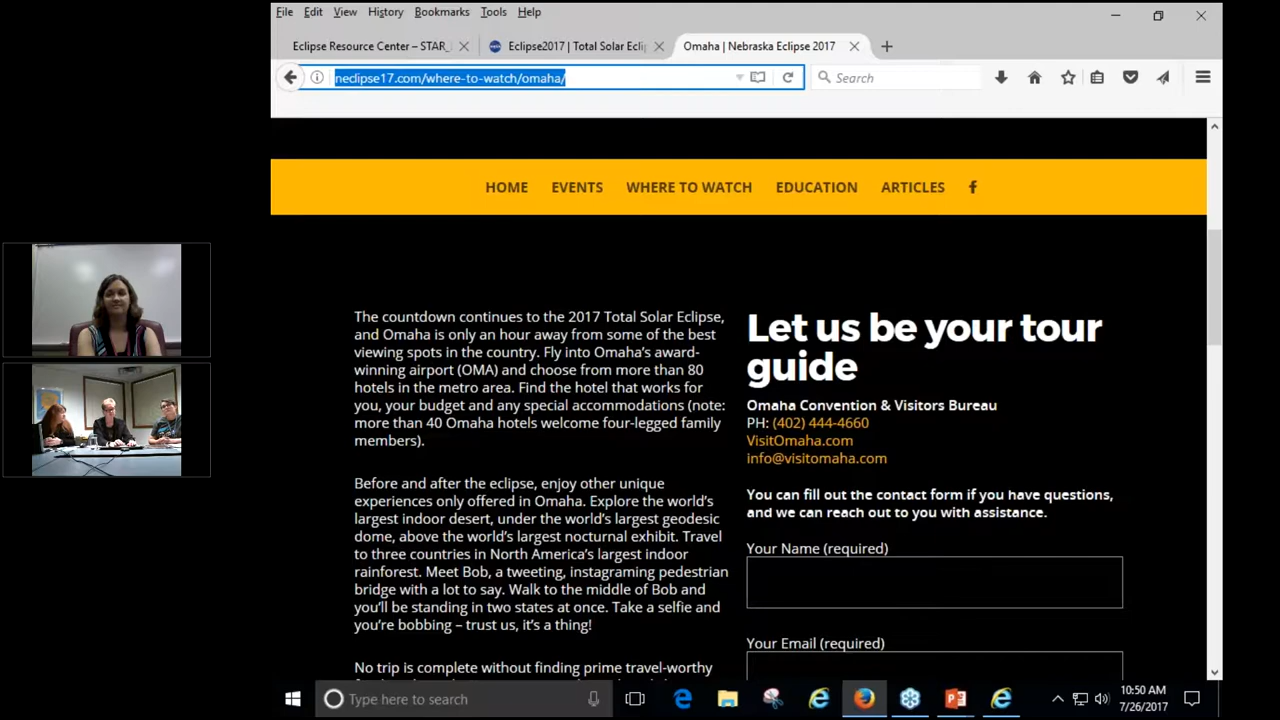 File Edit View History Bookmarks Tools Help
Eclipse Resource Center – STAR_ Eclipse2017 | Total Solar Ecli Omaha | Nebraska Eclipse 2017
neclipse17.com/where-to-watch/omaha/ Search
HOME EVENTS WHERE TO WATCH EDUCATION ARTICLES
The countdown continues to the 2017 Total Solar Eclipse,
and Omaha is only an hour away from some of the best
viewing spots in the country. Fly into Omaha's award-
winning airport (OMA) and choose from more than 80
hotels in the metro area. Find the hotel that works for
you, your budget and any special accommodations (note:
more than 40 Omaha hotels welcome four-legged family
members).
Before and after the eclipse, enjoy other unique
experiences only offered in Omaha. Explore the world's
largest indoor desert, under the world's largest geodesic
dome, above the world's largest nocturnal exhibit. Travel
to three countries in North America's largest indoor
rainforest. Meet Bob, a tweeting, instagraming pedestrian
bridge with a lot to say. Walk to the middle of Bob and
you'll be standing in two states at once. Take a selfie and
you're bobbing – trust us, it's a thing!
No trip is complete without finding prime travel-worthy
Let us be your tour
guide
Omaha Convention & Visitors Bureau
PH: (402) 444-4660
VisitOmaha.com
info@visitomaha.com
You can fill out the contact form if you have questions,
and we can reach out to you with assistance.
Your Name (required)
Your Email (required)
Type here to search
10:50 AM
7/26/2017